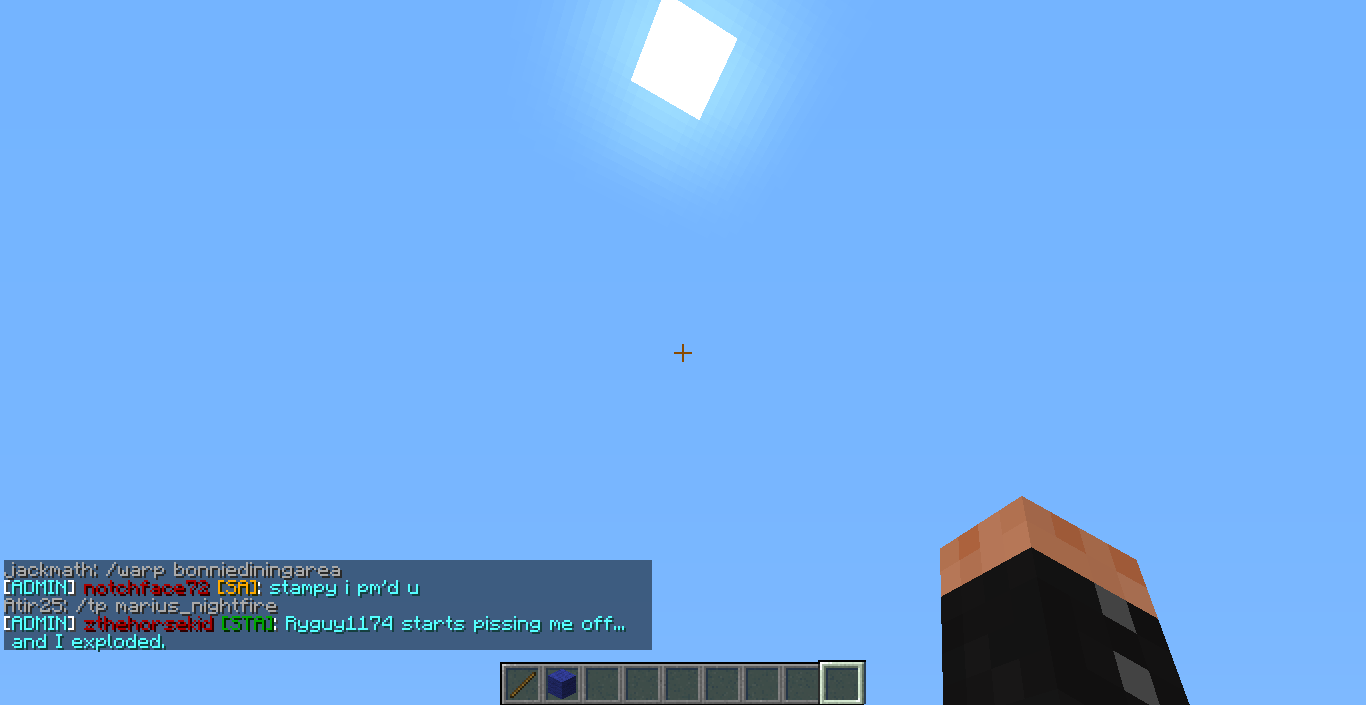 jackmath: /warp bonniediningarea
[ADMIN] notchface72 [SA]: stampy i pm'd u
Atir25: /tp marius_nightfire
[ADMIN] zthehorsekid [STA]: Ryguy1174 starts pissing me off...
and I exploded.